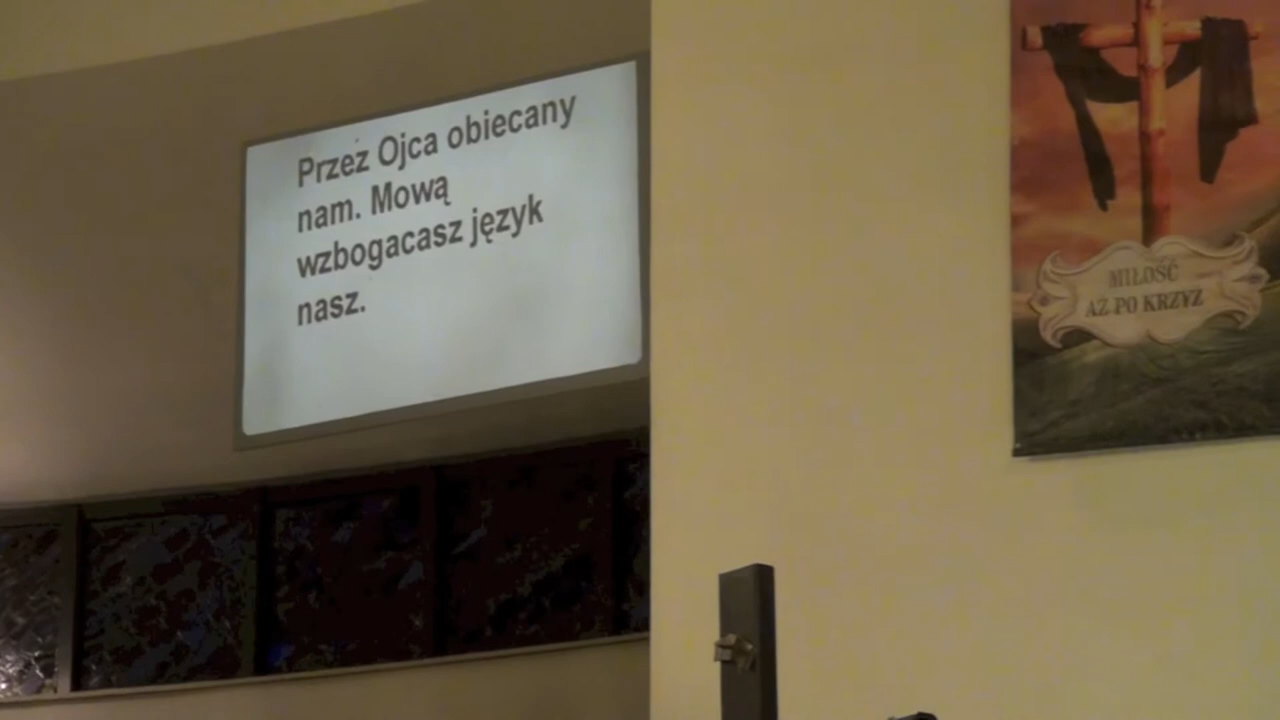 Przez Ojca obiecany
nam. Mową
wzbogacasz język
nasz.
MIŁOŚĆ
AŻ PO KRZYŻ